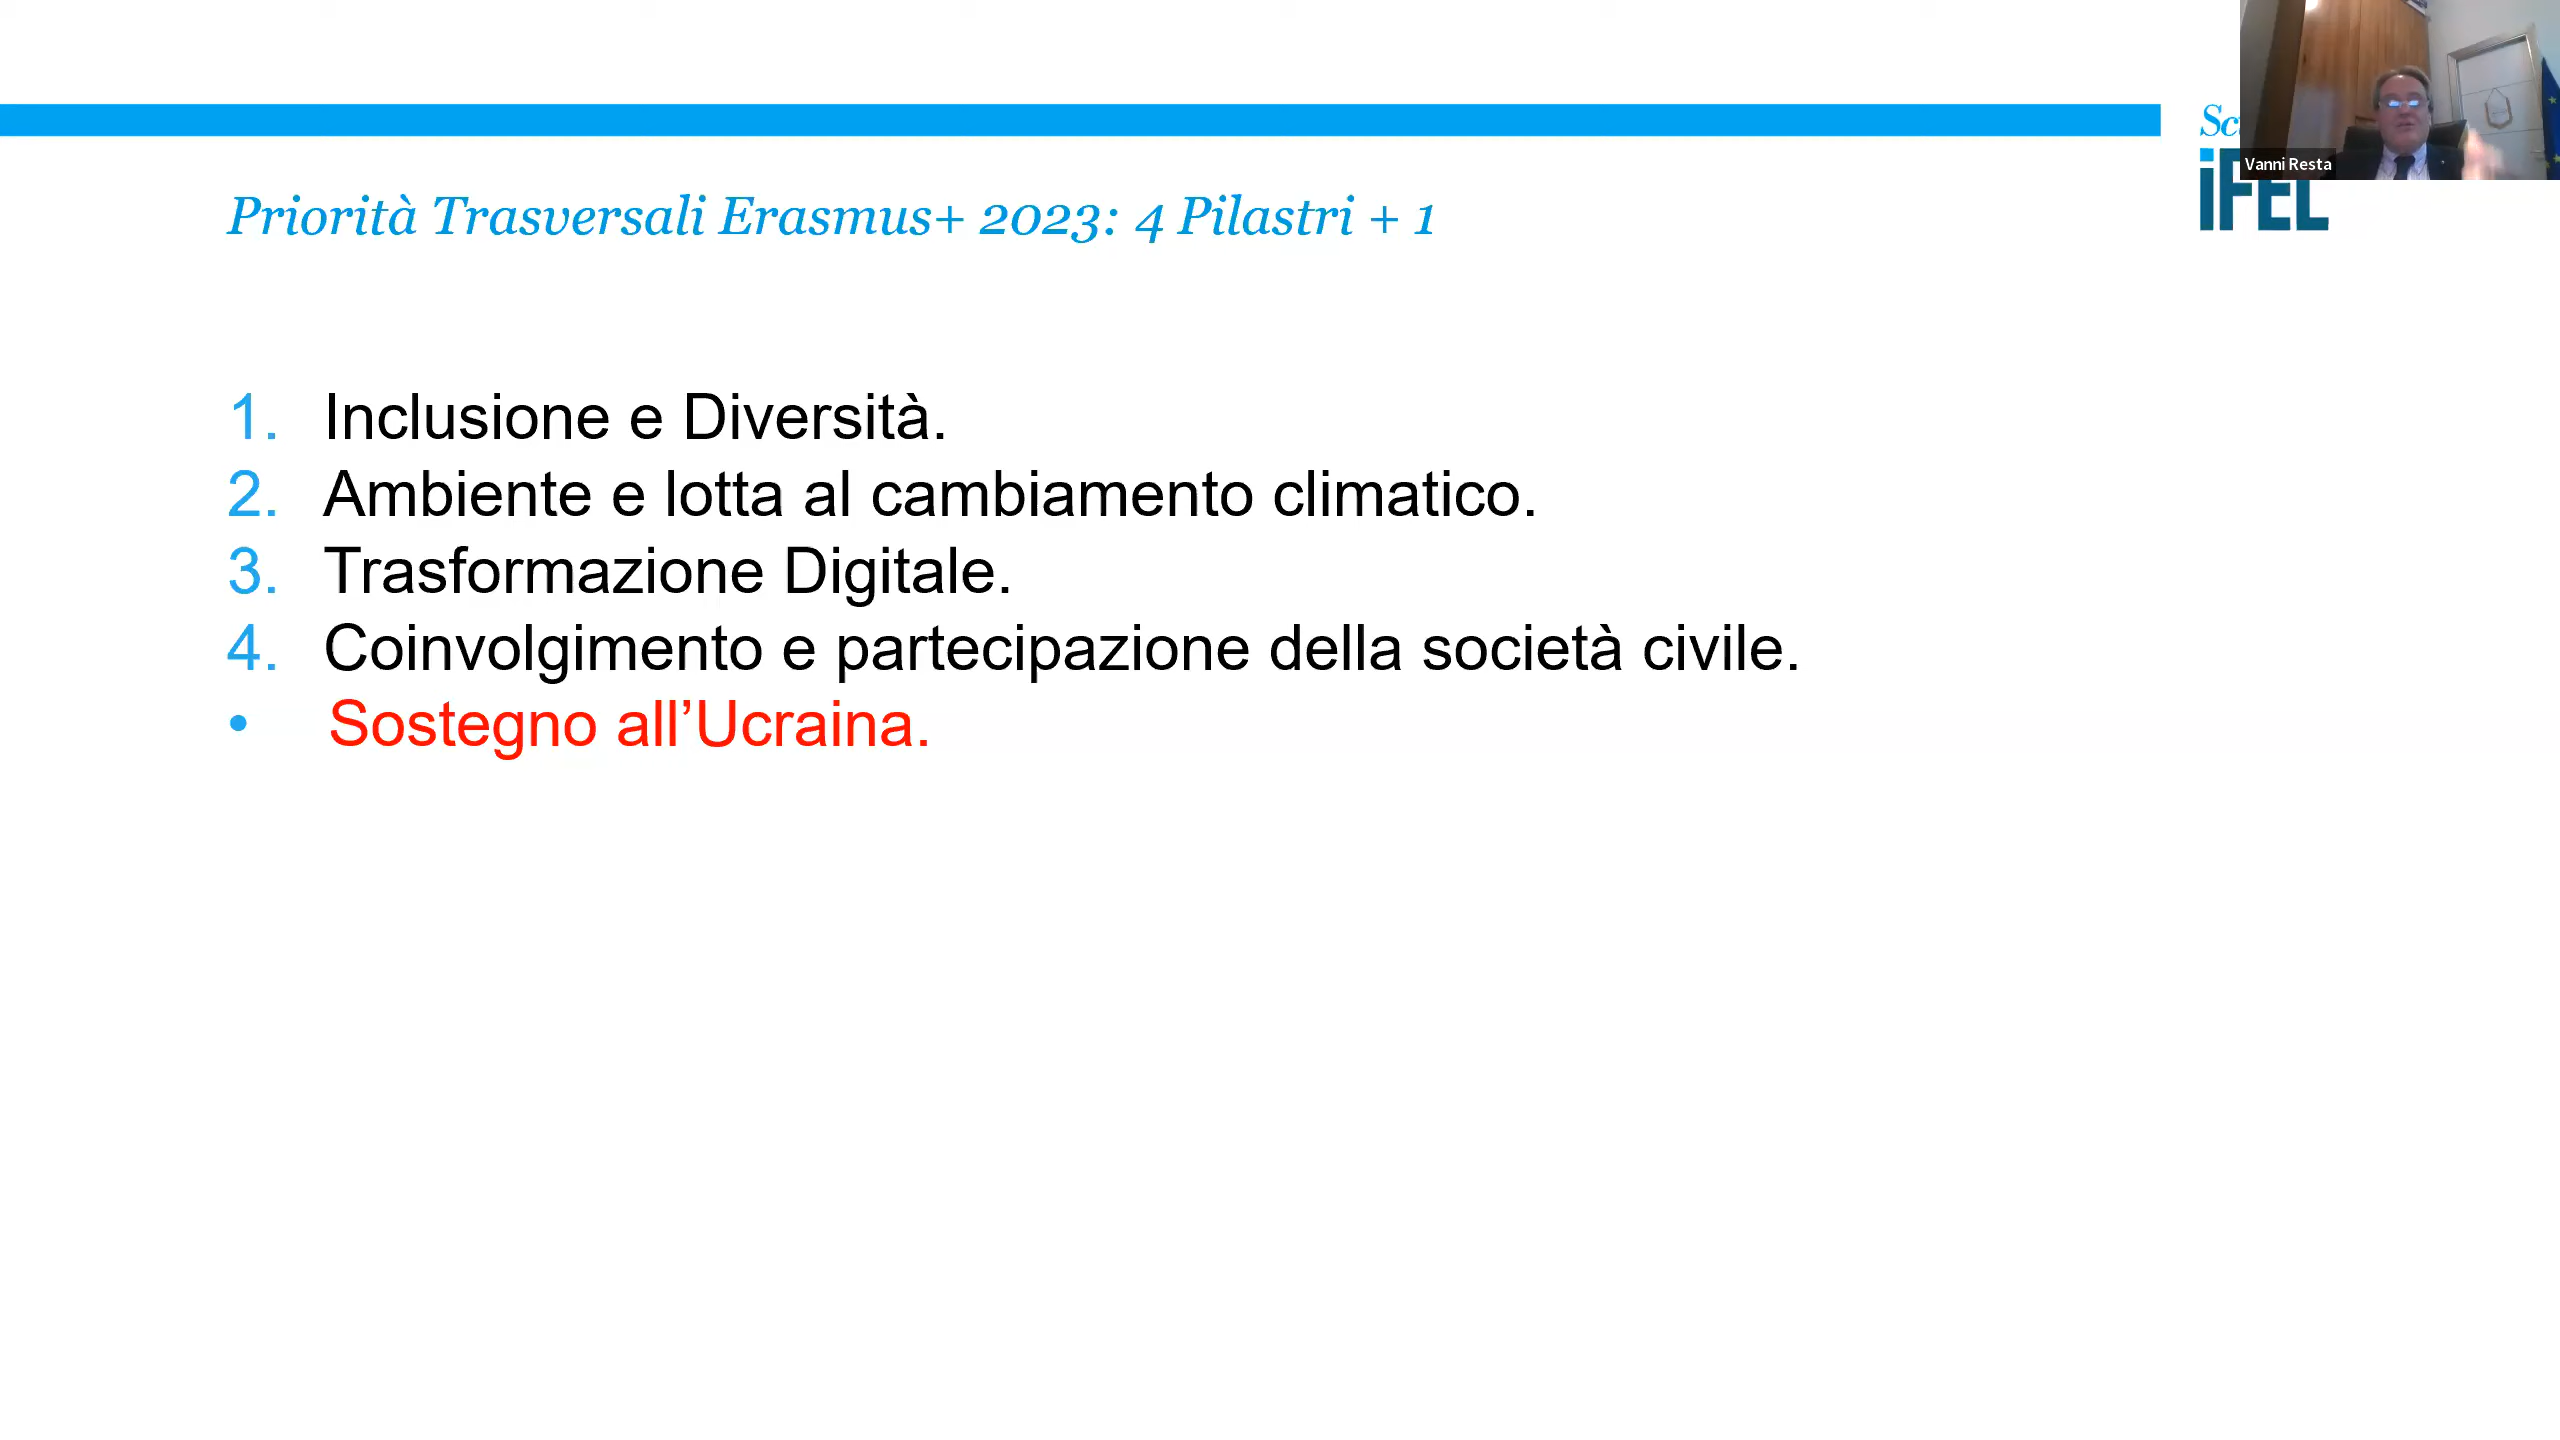 Priorità Trasversali Erasmus+ 2023: 4 Pilastri + 1
Vanni Resta
iFEL
1. Inclusione e Diversità.
2. Ambiente e lotta al cambiamento climatico.
3. Trasformazione Digitale.
4. Coinvolgimento e partecipazione della società civile.
• Sostegno all’Ucraina.